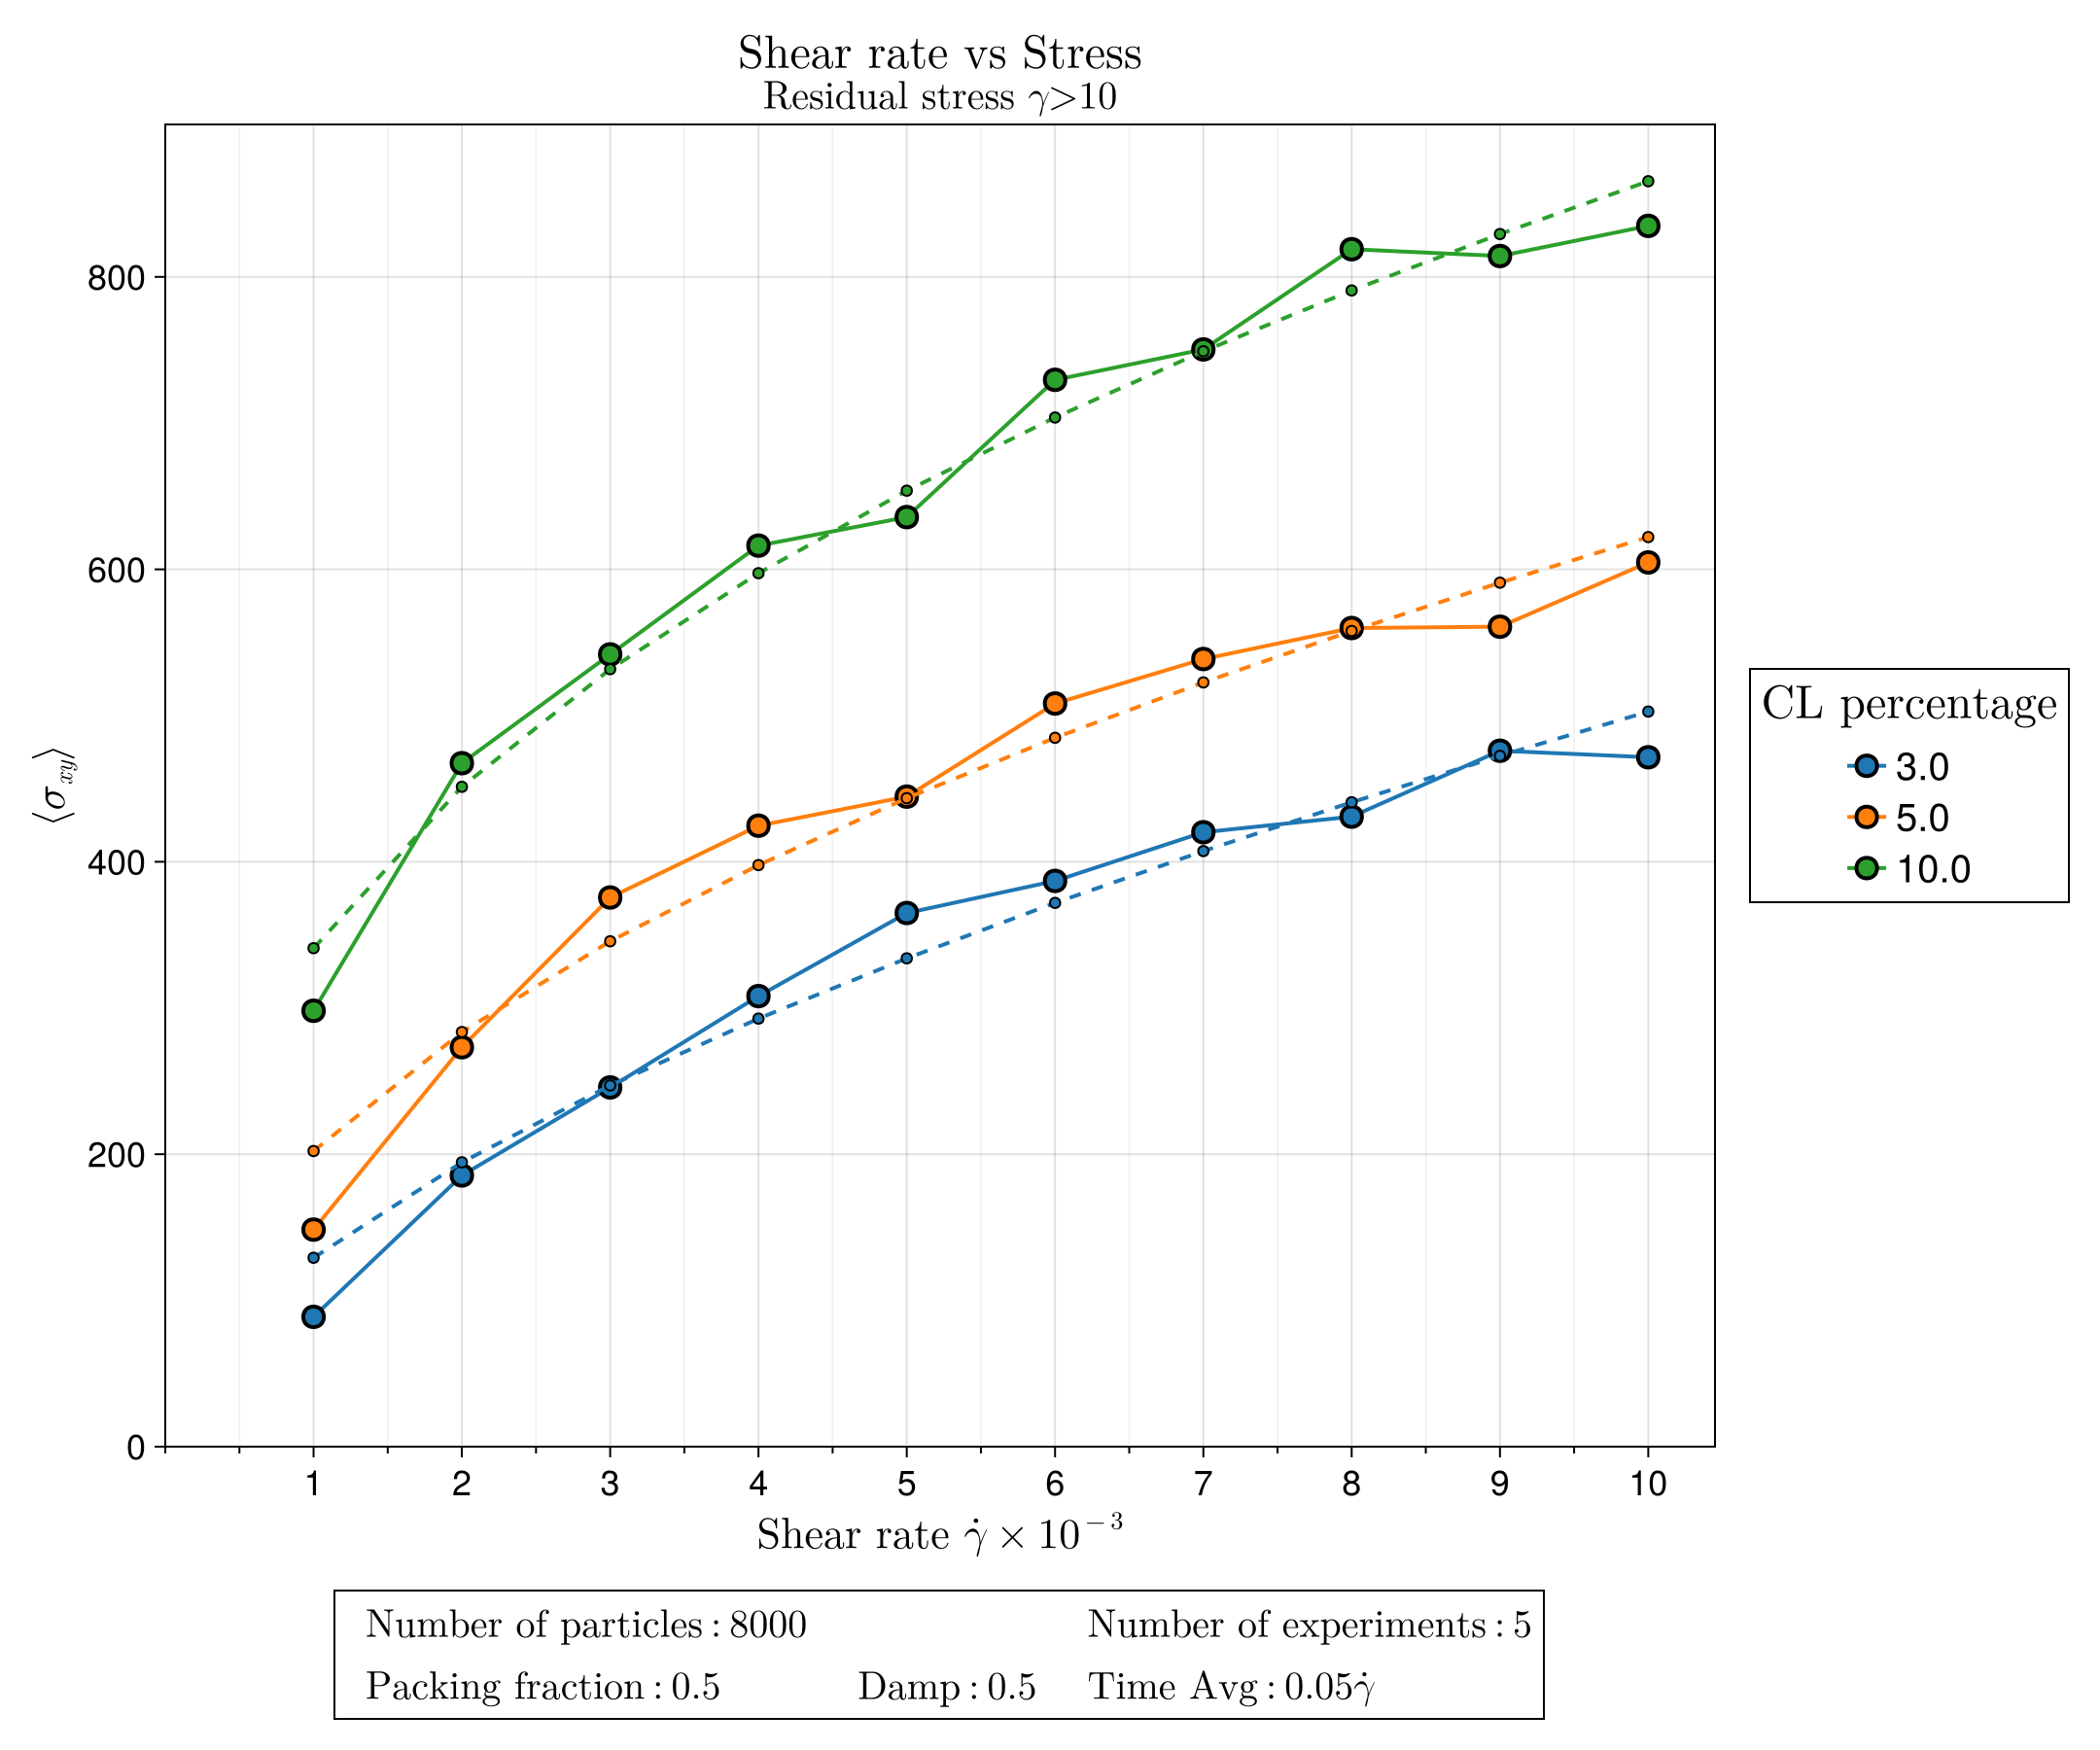 Shear rate vs Stress
Residual stress γ>10
800
600
400
200
0
⟨σxy⟩
1 2 3 4 5 6 7 8 9 10
Shear rate γ̇ × 10⁻³
CL percentage
3.0
5.0
10.0
Number of particles : 8000 Number of experiments : 5
Packing fraction : 0.5 Damp : 0.5 Time Avg : 0.05γ̇